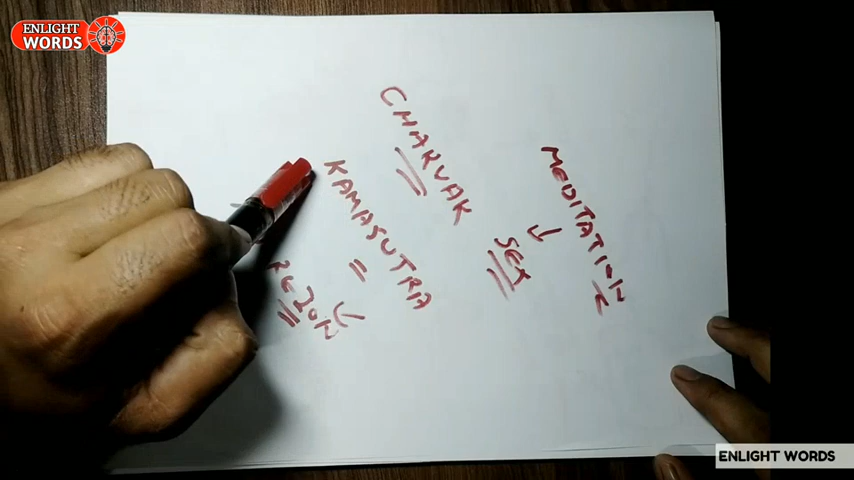 ENLIGHT
WORDS
MEDITATION
SEX
CHARVAK
KAMASUTRA
ENLIGHT WORDS